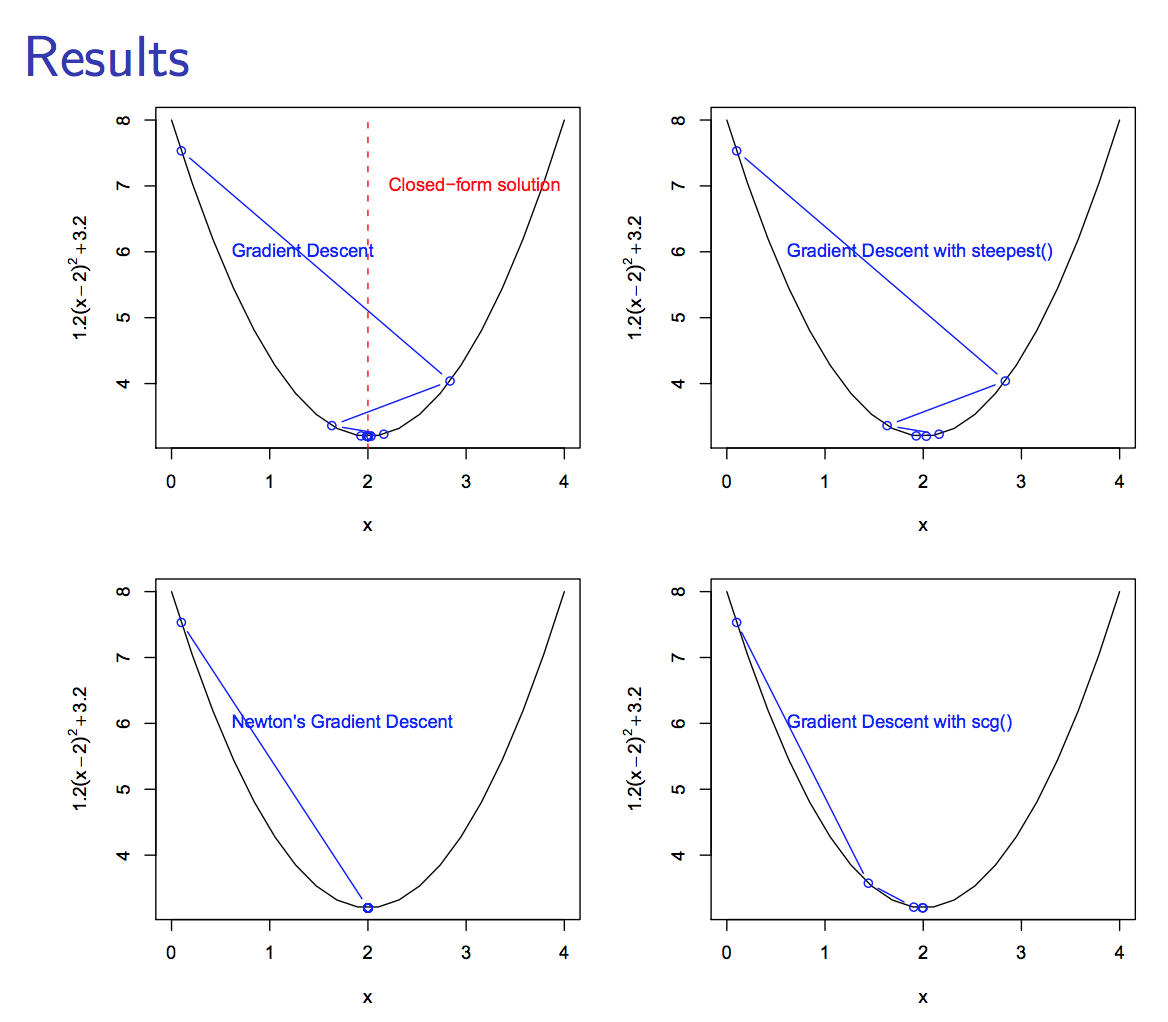 Results
8
7
6
5
4
1.2(x − 2)² + 3.2
Closed−form solution
Gradient Descent
0 1 2 3 4
x
8
7
6
5
4
1.2(x − 2)² + 3.2
Gradient Descent with steepest()
0 1 2 3 4
x
8
7
6
5
4
1.2(x − 2)² + 3.2
Newton's Gradient Descent
0 1 2 3 4
x
8
7
6
5
4
1.2(x − 2)² + 3.2
Gradient Descent with scg()
0 1 2 3 4
x